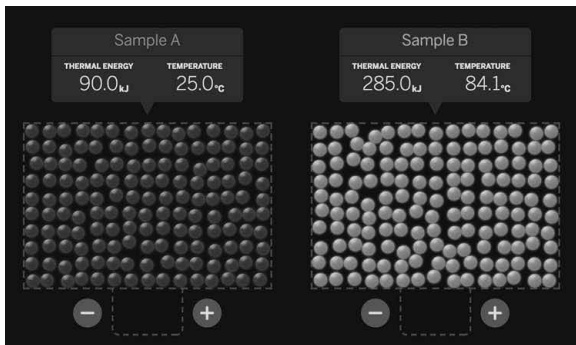 Sample A
THERMAL ENERGY TEMPERATURE
90.0kJ 25.0°C
Sample B
THERMAL ENERGY TEMPERATURE
285.0kJ 84.1°C
− +
− +